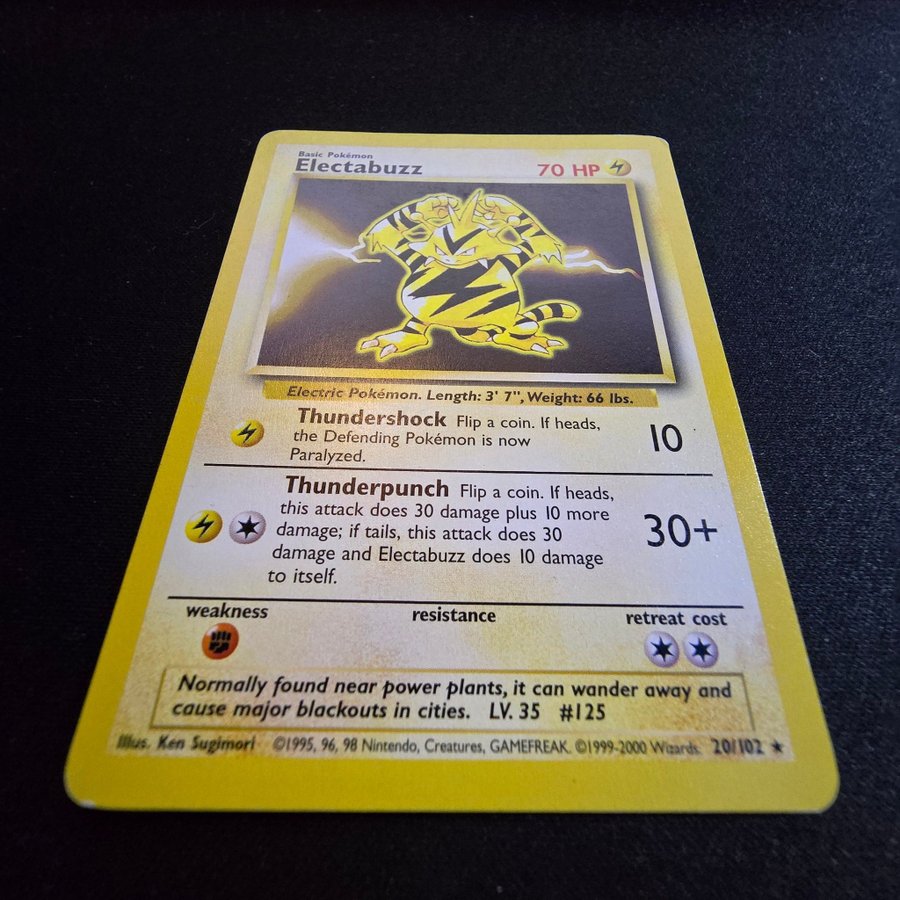 Basic Pokémon
Electabuzz 70 HP
Electric Pokémon. Length: 3' 7", Weight: 66 lbs.
Thundershock Flip a coin. If heads,
the Defending Pokémon is now
Paralyzed.
10
Thunderpunch Flip a coin. If heads,
this attack does 30 damage plus 10 more
damage; if tails, this attack does 30
damage and Electabuzz does 10 damage
to itself.
30+
weakness resistance retreat cost
Normally found near power plants, it can wander away and
cause major blackouts in cities. LV. 35 #125
Illus. Ken Sugimori ©1995, 96, 98 Nintendo, Creatures, GAMEFREAK. ©1999-2000 Wizards. 20/102 ★